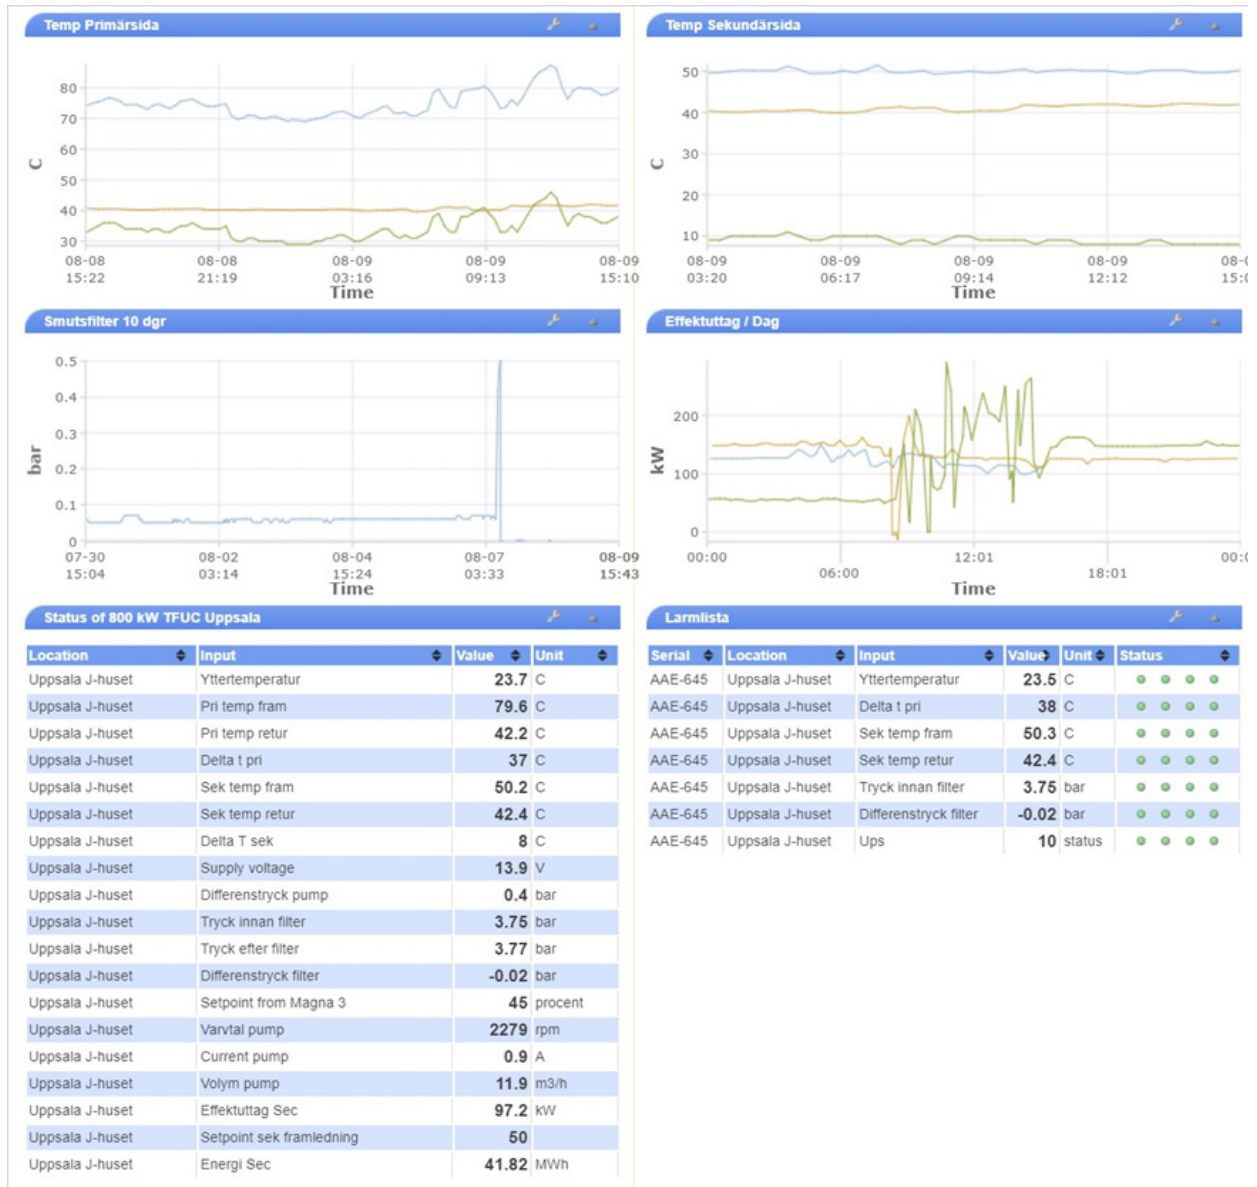 Temp Primärsida
80
70
60
50
40
30
C
08-08 08-08 08-09 08-09 08-09
15:22 21:19 03:16 09:13 15:10
Time
Temp Sekundärsida
50
40
30
20
10
C
08-09 08-09 08-09 08-09 08-0
03:20 06:17 09:14 12:12 15:0
Time
Smutsfilter 10 dgr
0.5
0.4
0.3
0.2
0.1
0
bar
07-30 08-02 08-04 08-07 08-09
15:04 03:14 15:24 03:33 15:43
Time
Effektuttag / Dag
200
100
0
kW
00:00 06:00 12:01 18:01 00:0
Time
Status of 800 kW TFUC Uppsala
Location Input Value Unit
Uppsala J-huset Yttertemperatur 23.7 C
Uppsala J-huset Pri temp fram 79.6 C
Uppsala J-huset Pri temp retur 42.2 C
Uppsala J-huset Delta t pri 37 C
Uppsala J-huset Sek temp fram 50.2 C
Uppsala J-huset Sek temp retur 42.4 C
Uppsala J-huset Delta T sek 8 C
Uppsala J-huset Supply voltage 13.9 V
Uppsala J-huset Differenstryck pump 0.4 bar
Uppsala J-huset Tryck innan filter 3.75 bar
Uppsala J-huset Tryck efter filter 3.77 bar
Uppsala J-huset Differenstryck filter -0.02 bar
Uppsala J-huset Setpoint from Magna 3 45 procent
Uppsala J-huset Varvtal pump 2279 rpm
Uppsala J-huset Current pump 0.9 A
Uppsala J-huset Volym pump 11.9 m3/h
Uppsala J-huset Effektuttag Sec 97.2 kW
Uppsala J-huset Setpoint sek framledning 50
Uppsala J-huset Energi Sec 41.82 MWh
Larmlista
Serial Location Input Value Unit Status
AAE-645 Uppsala J-huset Yttertemperatur 23.5 C
AAE-645 Uppsala J-huset Delta t pri 38 C
AAE-645 Uppsala J-huset Sek temp fram 50.3 C
AAE-645 Uppsala J-huset Sek temp retur 42.4 C
AAE-645 Uppsala J-huset Tryck innan filter 3.75 bar
AAE-645 Uppsala J-huset Differenstryck filter -0.02 bar
AAE-645 Uppsala J-huset Ups 10 status